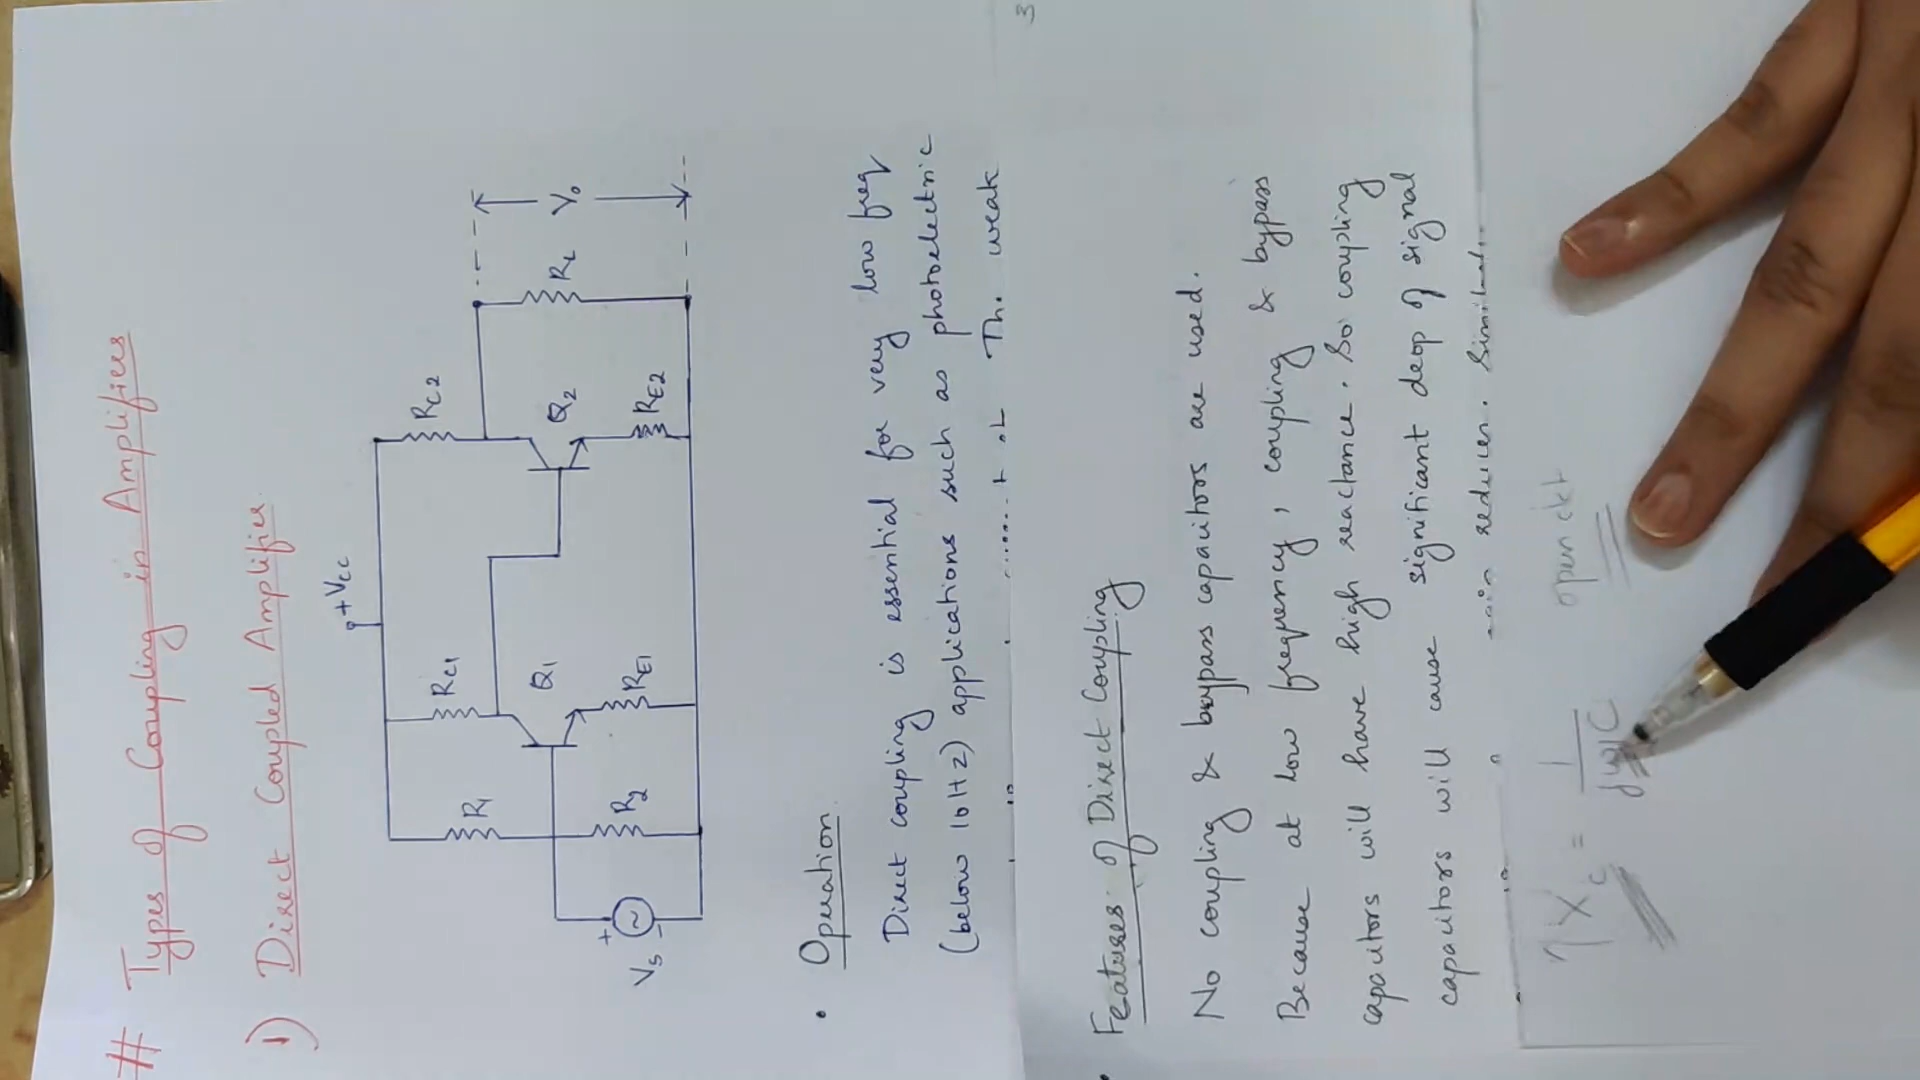 # Types of Coupling in Amplifiers
1) Direct Coupled Amplifier
+Vcc
R1
RC1
RC2
Q1
Q2
RL
Vo
Vs
+
-
~
R2
RE1
RE2
• Operation
Direct coupling is essential for very low freq
(below 10Hz) applications such as photoelectric
The weak
3
• Features of Direct Coupling
No coupling & bypass capacitors are used.
Because at low frequency, coupling & bypass
capacitors will have high reactance. So coupling
capacitors will cause significant drop of signal
↑Xc = 1/jωC open ckt